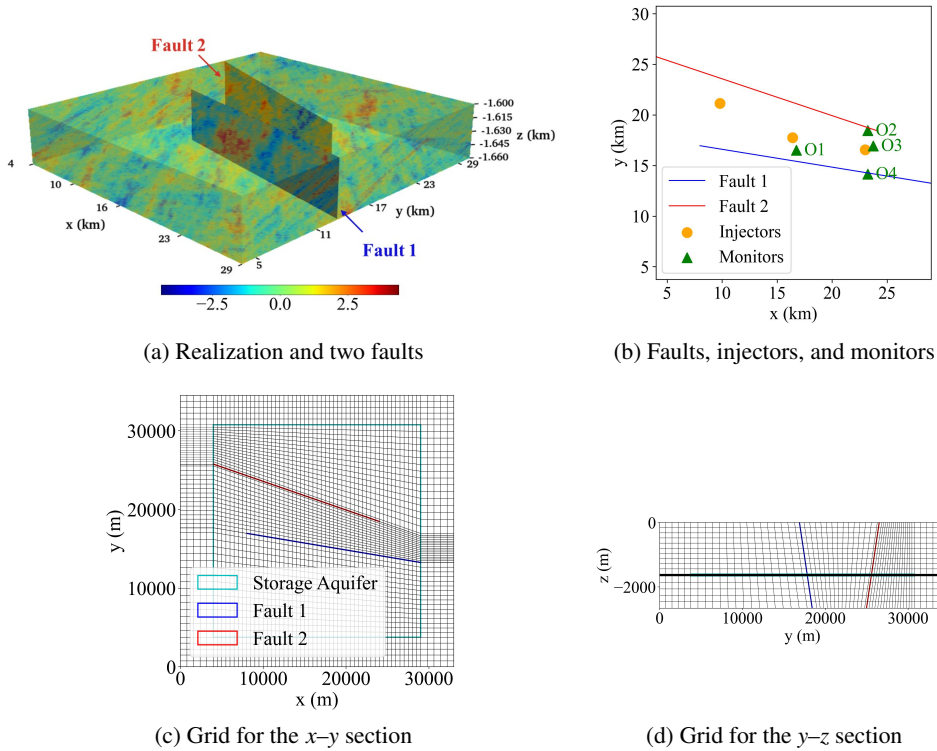 Fault 2
-1.600
-1.615
-1.630
-1.645
-1.660
z (km)
4
10
16
23
29
x (km)
5
11
17
23
29
y (km)
Fault 1
−2.5
0.0
2.5
(a) Realization and two faults
30
25
20
15
10
5
y (km)
O1
O2
O3
O4
Fault 1
Fault 2
Injectors
Monitors
5
10
15
20
25
x (km)
(b) Faults, injectors, and monitors
30000
20000
10000
0
y (m)
Storage Aquifer
Fault 1
Fault 2
0
10000
20000
30000
x (m)
(c) Grid for the x–y section
0
−2000
z (m)
0
10000
20000
30000
y (m)
(d) Grid for the y–z section